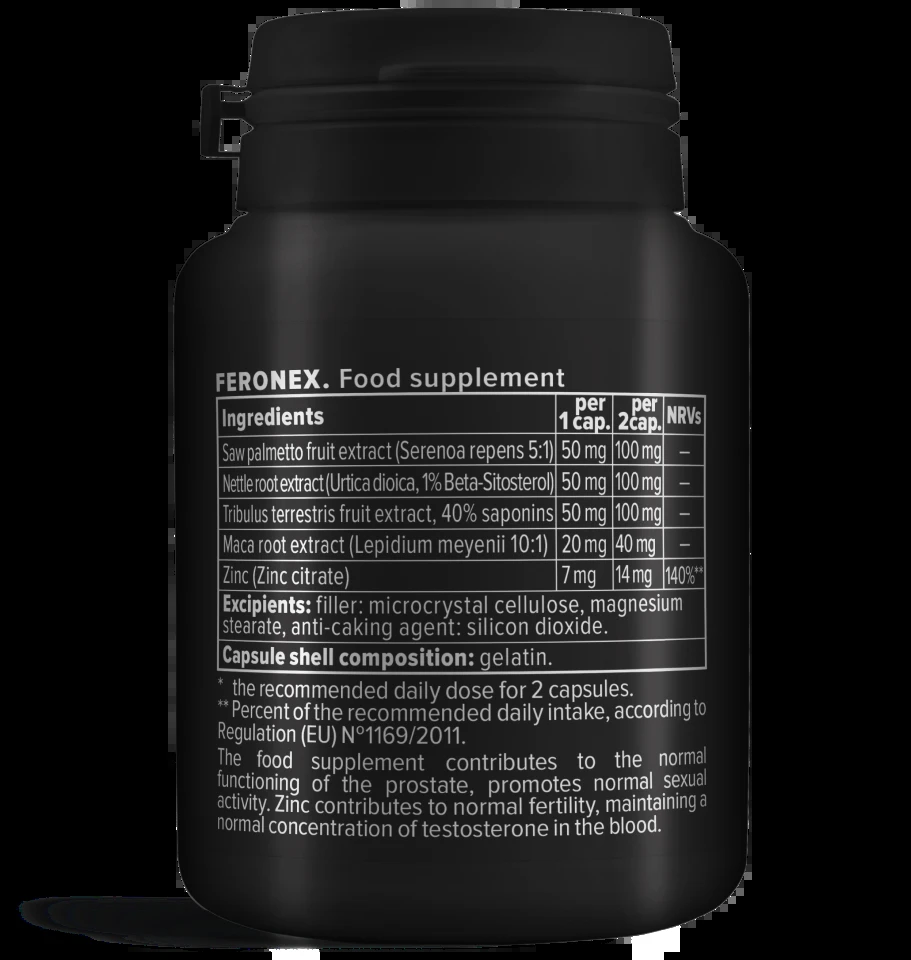 FERONEX. Food supplement
Ingredients per 1 cap. per 2cap. NRVs
Saw palmetto fruit extract (Serenoa repens 5:1) 50 mg 100 mg –
Nettle root extract (Urtica dioica, 1% Beta-Sitosterol) 50 mg 100 mg –
Tribulus terrestris fruit extract, 40% saponins 50 mg 100 mg –
Maca root extract (Lepidium meyenii 10:1) 20 mg 40 mg –
Zinc (Zinc citrate) 7 mg 14 mg 140%**
Excipients: filler: microcrystal cellulose, magnesium
stearate, anti-caking agent: silicon dioxide.
Capsule shell composition: gelatin.
* the recommended daily dose for 2 capsules.
** Percent of the recommended daily intake, according to
Regulation (EU) Nº1169/2011.
The food supplement contributes to the normal
functioning of the prostate, promotes normal sexual
activity. Zinc contributes to normal fertility, maintaining a
normal concentration of testosterone in the blood.